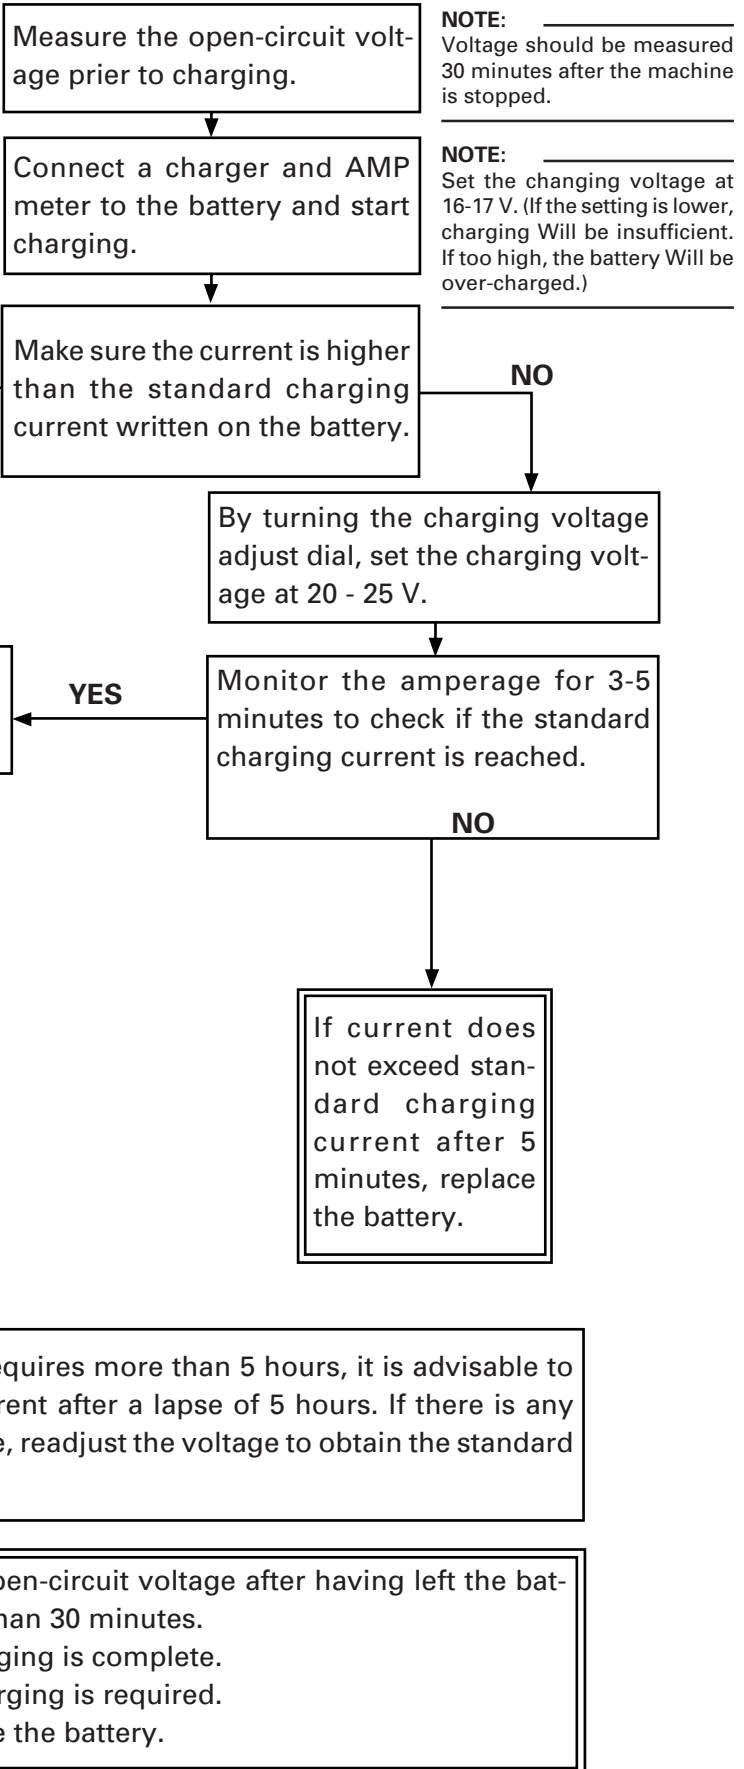 Measure the open-circuit volt-
age prier to charging.
NOTE:
Voltage should be measured
30 minutes after the machine
is stopped.
Connect a charger and AMP
meter to the battery and start
charging.
NOTE:
Set the changing voltage at
16-17 V. (If the setting is lower,
charging Will be insufficient.
If too high, the battery Will be
over-charged.)
Make sure the current is higher
than the standard charging
current written on the battery.
NO
By turning the charging voltage
adjust dial, set the charging volt-
age at 20 - 25 V.
YES
Monitor the amperage for 3-5
minutes to check if the standard
charging current is reached.
NO
If current does
not exceed stan-
dard charging
current after 5
minutes, replace
the battery.
equires more than 5 hours, it is advisable to
rent after a lapse of 5 hours. If there is any
e, readjust the voltage to obtain the standard
pen-circuit voltage after having left the bat-
han 30 minutes.
ging is complete.
rging is required.
e the battery.